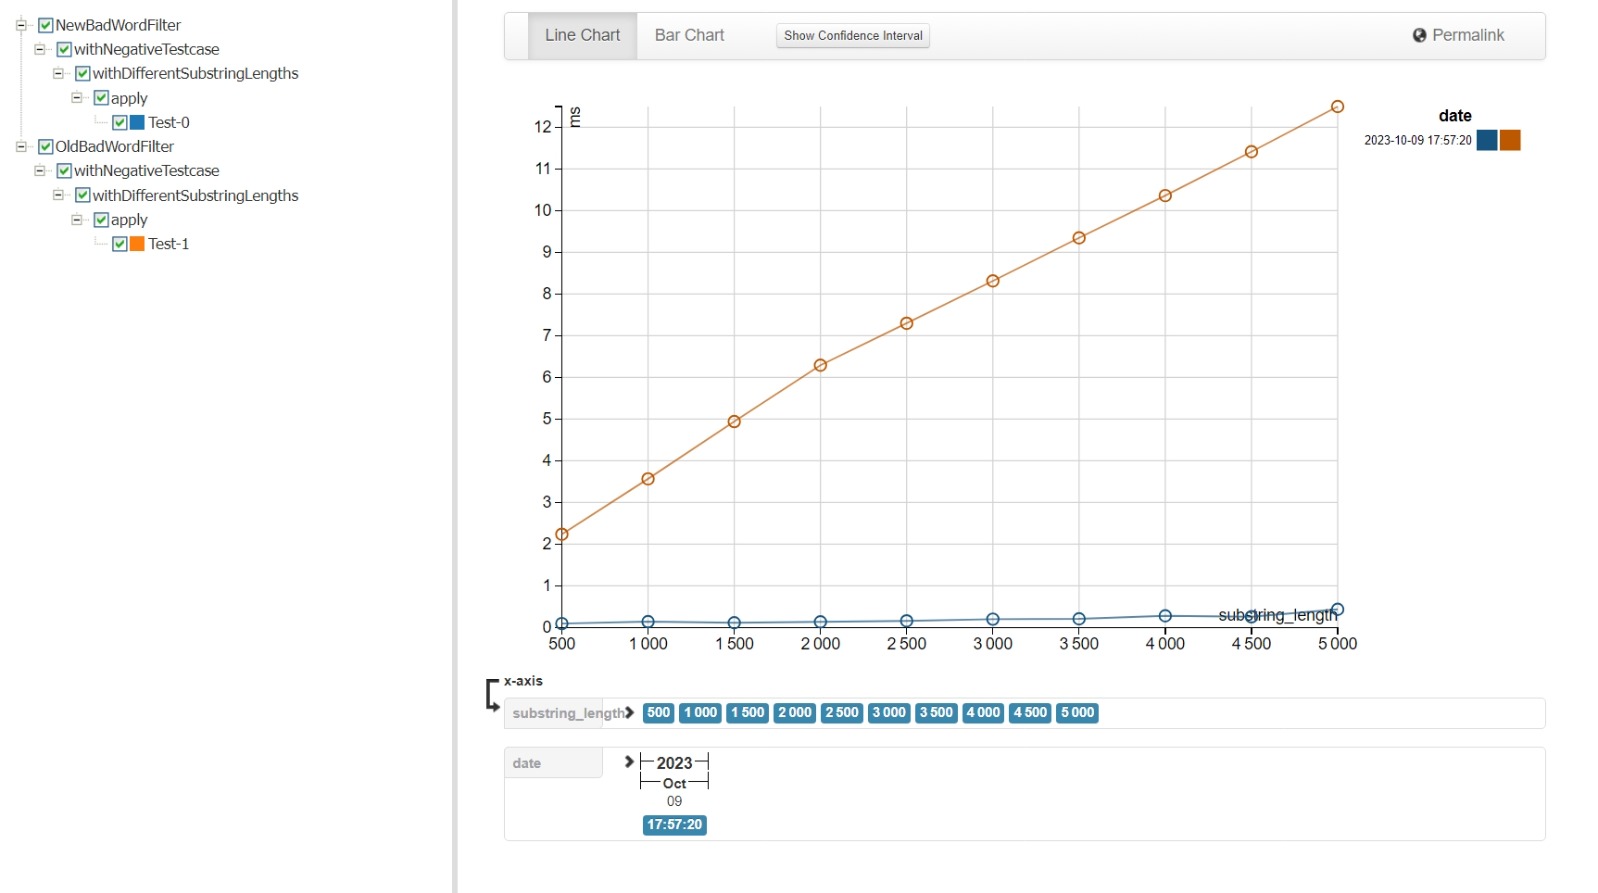 NewBadWordFilter
withNegativeTestcase
withDifferentSubstringLengths
apply
Test-0
OldBadWordFilter
withNegativeTestcase
withDifferentSubstringLengths
apply
Test-1
Line Chart Bar Chart Show Confidence Interval Permalink
ms
12
11
10
9
8
7
6
5
4
3
2
1
0
substring_length
500 1 000 1 500 2 000 2 500 3 000 3 500 4 000 4 500 5 000
date
2023-10-09 17:57:20
x-axis
substring_length 500 1 000 1 500 2 000 2 500 3 000 3 500 4 000 4 500 5 000
date 2023
Oct
09
17:57:20